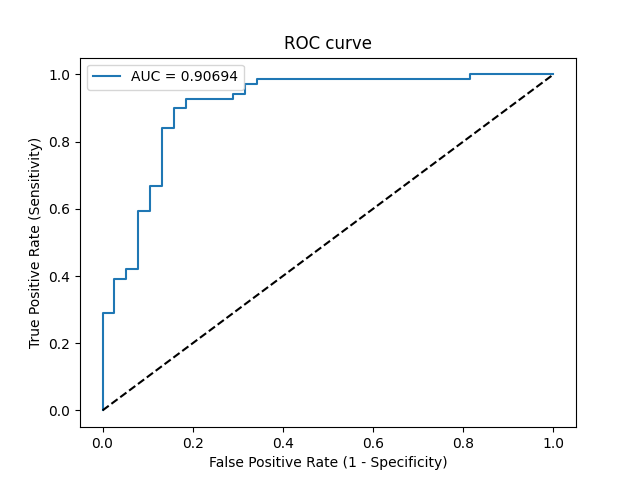 ROC curve
AUC = 0.90694
1.0
0.8
0.6
0.4
0.2
0.0
True Positive Rate (Sensitivity)
0.0 0.2 0.4 0.6 0.8 1.0
False Positive Rate (1 - Specificity)